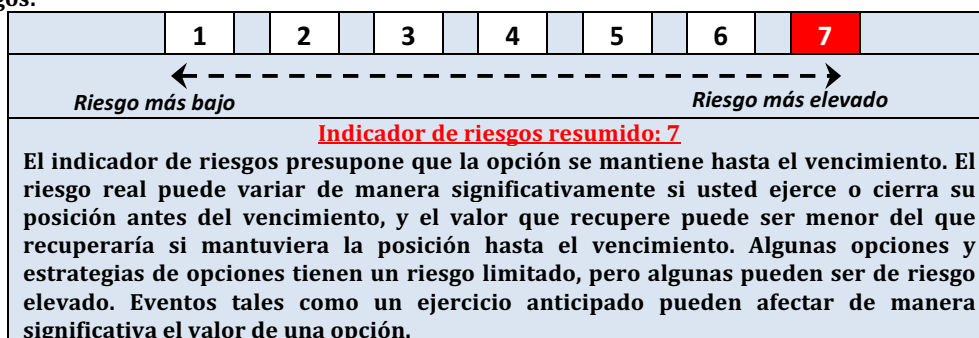 gos:
1 2 3 4 5 6 7
Riesgo más bajo Riesgo más elevado
Indicador de riesgos resumido: 7
El indicador de riesgos presupone que la opción se mantiene hasta el vencimiento. El
riesgo real puede variar de manera significativamente si usted ejerce o cierra su
posición antes del vencimiento, y el valor que recupere puede ser menor del que
recuperaría si mantuviera la posición hasta el vencimiento. Algunas opciones y
estrategias de opciones tienen un riesgo limitado, pero algunas pueden ser de riesgo
elevado. Eventos tales como un ejercicio anticipado pueden afectar de manera
significativa el valor de una opción.